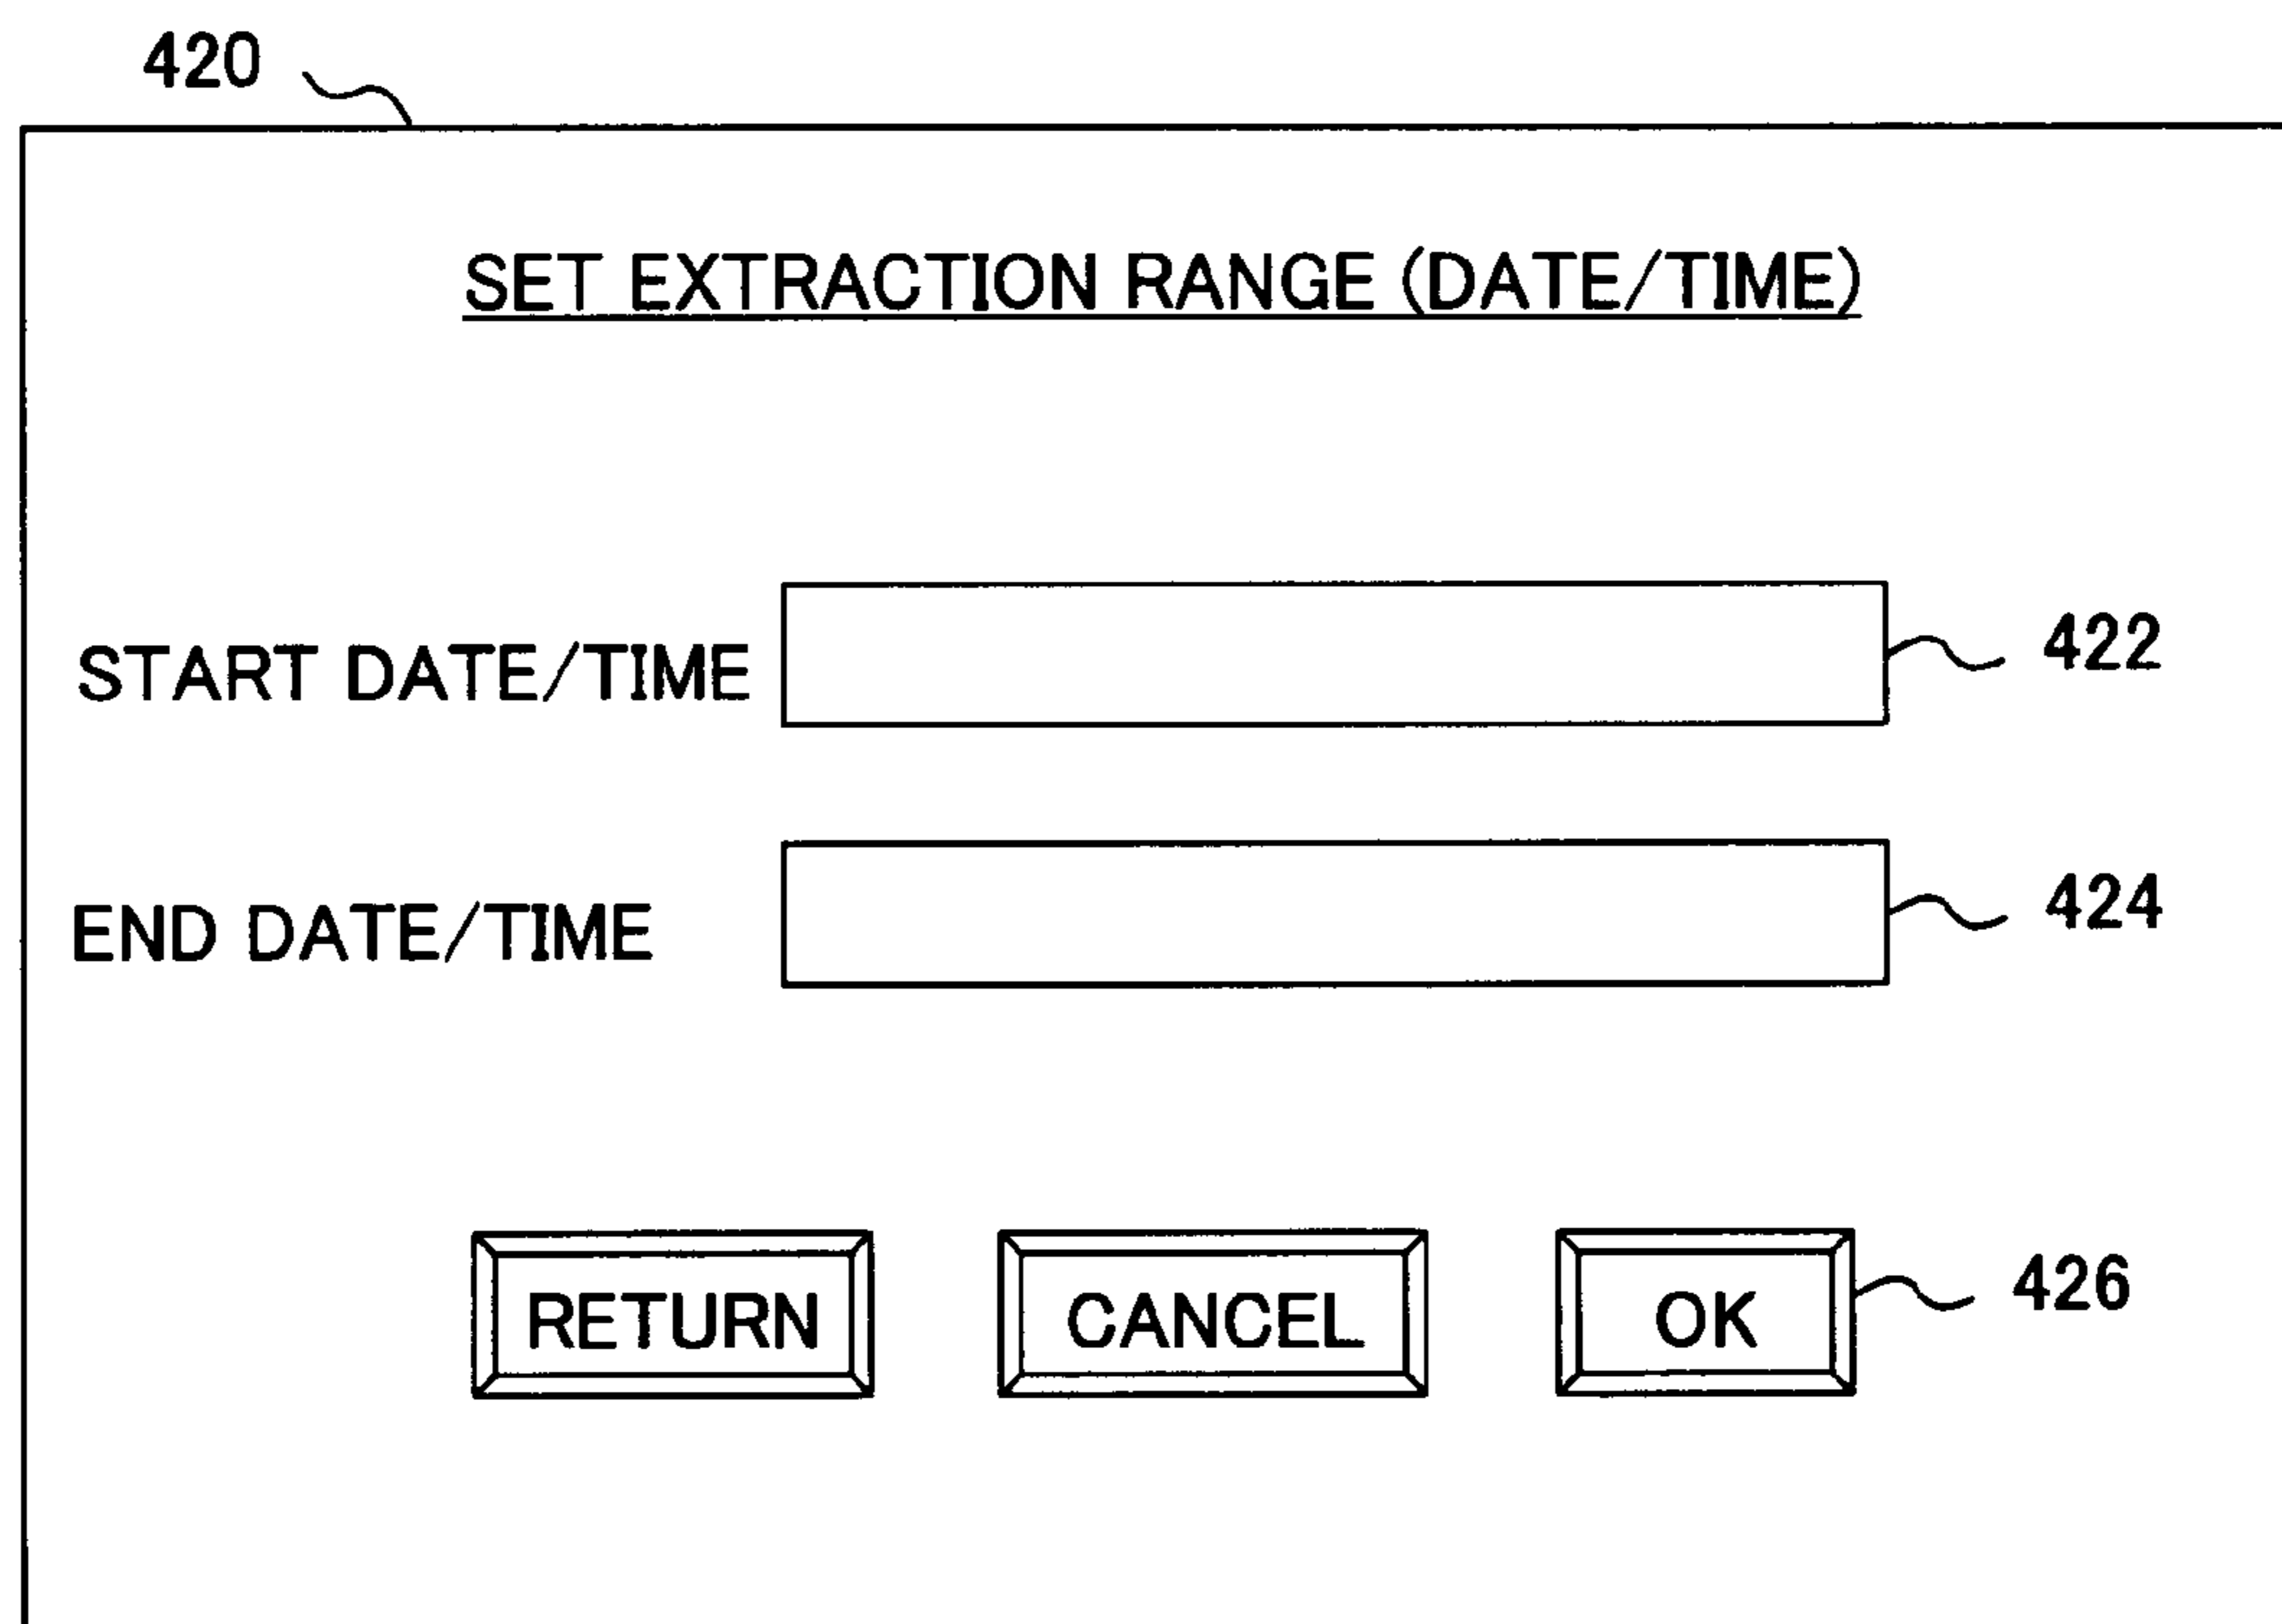 420
SET EXTRACTION RANGE (DATE/TIME)
START DATE/TIME
422
END DATE/TIME
424
RETURN
CANCEL
OK
426